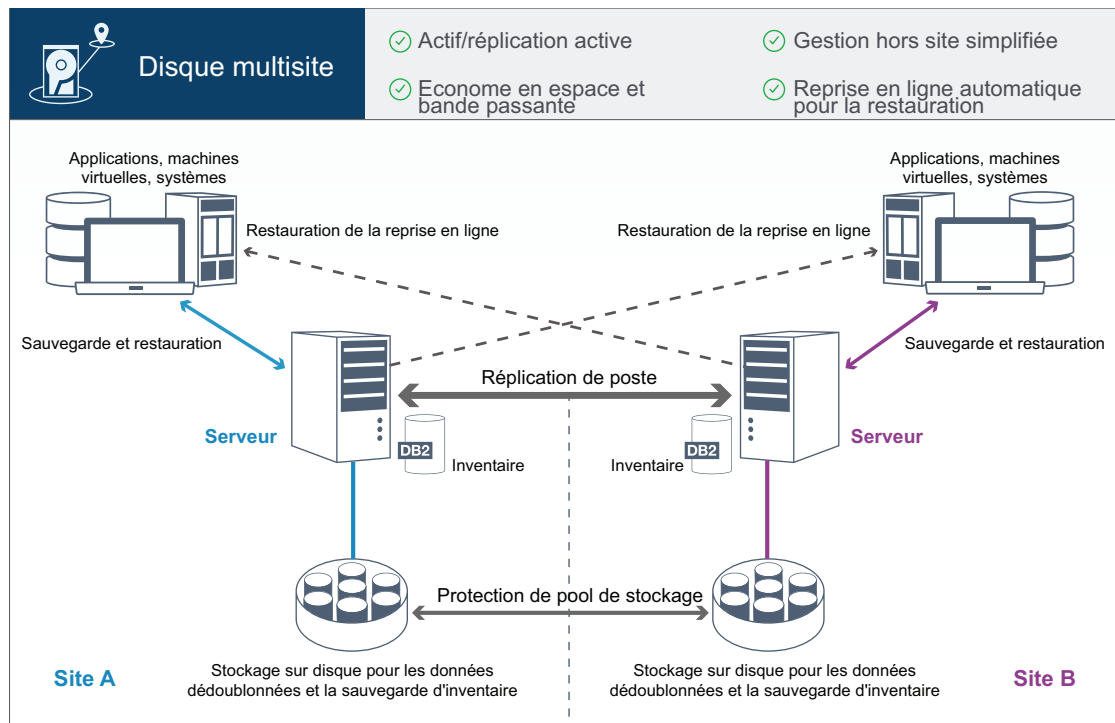 Disque multisite
Actif/réplication active
Gestion hors site simplifiée
Econome en espace et
bande passante
Reprise en ligne automatique
pour la restauration
Applications, machines
virtuelles, systèmes
Applications, machines
virtuelles, systèmes
Restauration de la reprise en ligne
Restauration de la reprise en ligne
Sauvegarde et restauration
Sauvegarde et restauration
Réplication de poste
Serveur
Serveur
DB2
Inventaire
DB2
Inventaire
Protection de pool de stockage
Site A
Stockage sur disque pour les données
dédoublonnées et la sauvegarde d'inventaire
Stockage sur disque pour les données
dédoublonnées et la sauvegarde d'inventaire
Site B